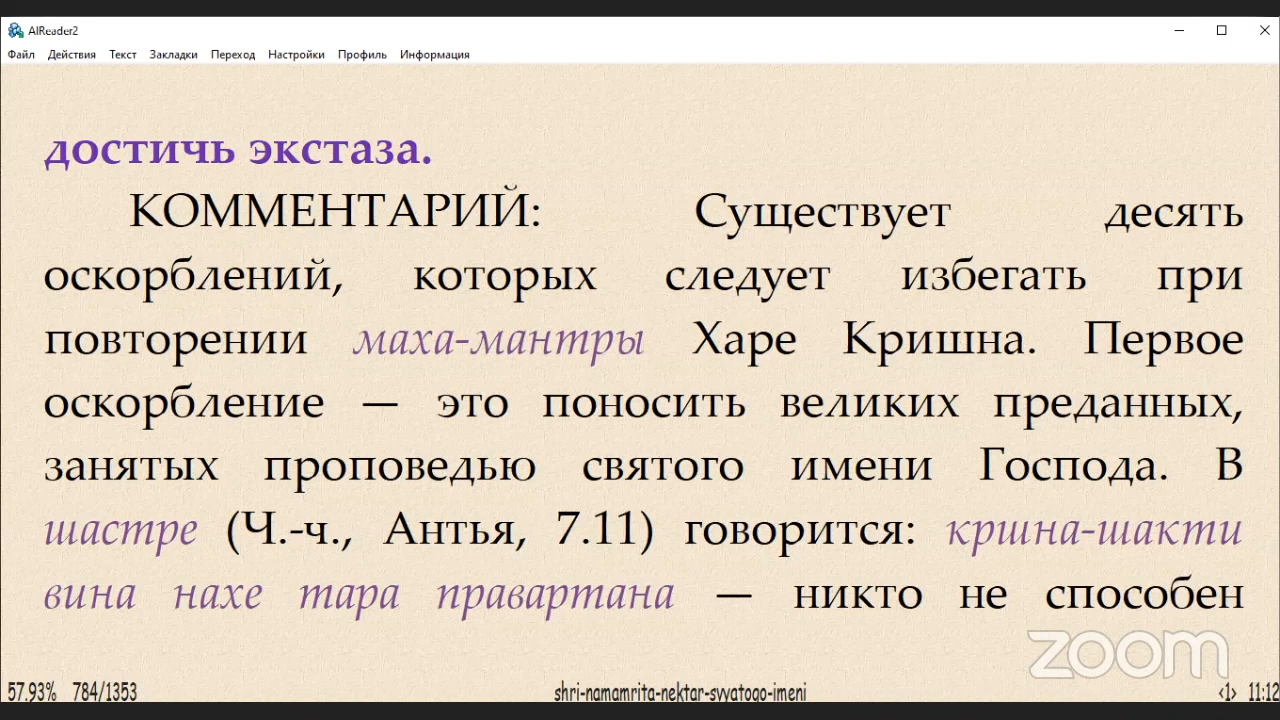 AlReader2
Файл Действия Текст Закладки Переход Настройки Профиль Информация
достичь экстаза.
КОММЕНТАРИЙ: Существует десять
оскорблений, которых следует избегать при
повторении маха-мантры Харе Кришна. Первое
оскорбление — это поносить великих преданных,
занятых проповедью святого имени Господа. В
шастре (Ч.-ч., Антья, 7.11) говорится: кршна-шакти
вина нахе тара правартана — никто не способен
zoom
57.93% 784/1353 shri-namamrita-nektar-svyatogo-imeni <1> 11:12